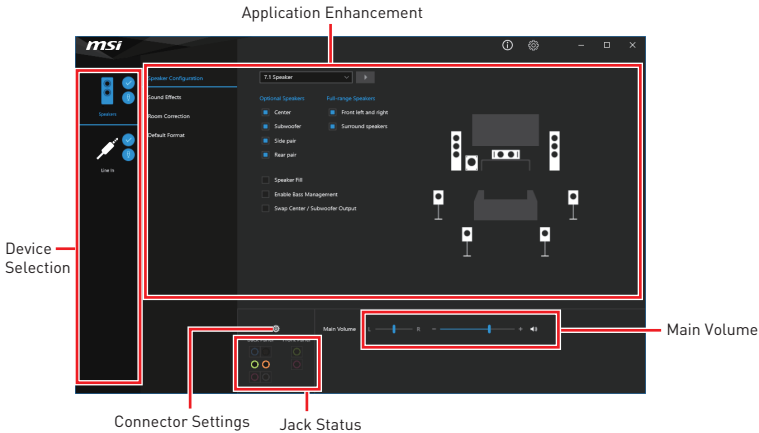 Application Enhancement
msi
Speaker Configuration
Sound Effects
Room Correction
Default Format
Speakers
Line In
7.1 Speaker
Optional Speakers
Full-range Speakers
Center
Front left and right
Subwoofer
Surround speakers
Side pair
Rear pair
Speaker Fill
Enable Bass Management
Swap Center / Subwoofer Output
Device
Selection
Main Volume
L
R
Main Volume
Connector Settings
Jack Status